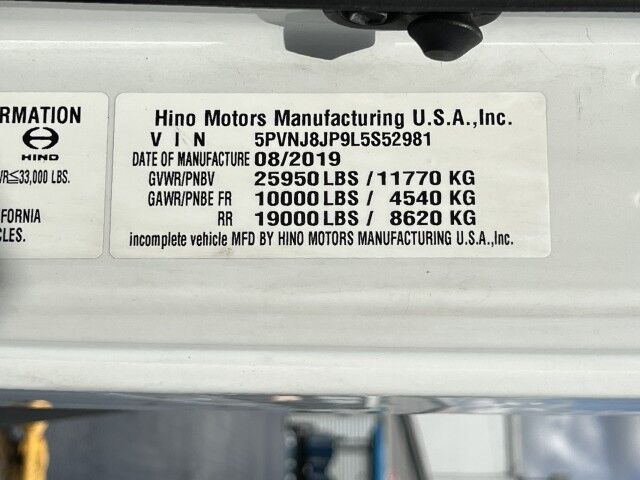 RMATION
HINO
≤33,000 LBS.
IFORNIA
CLES.
Hino Motors Manufacturing U.S.A.,Inc.
V I N 5PVNJ8JP9L5S52981
DATE OF MANUFACTURE 08/2019
GVWR/PNBV 25950 LBS / 11770 KG
GAWR/PNBE FR 10000 LBS / 4540 KG
RR 19000 LBS / 8620 KG
incomplete vehicle MFD BY HINO MOTORS MANUFACTURING U.S.A.,Inc.